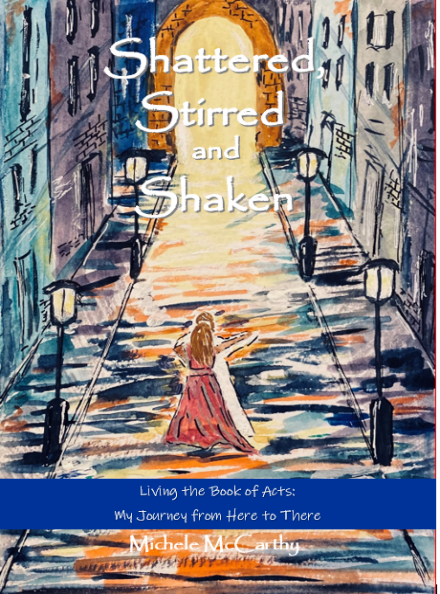 Shattered,
Stirred
and
Shaken
Living the Book of Acts:
My Journey from Here to There
Michele McCarthy